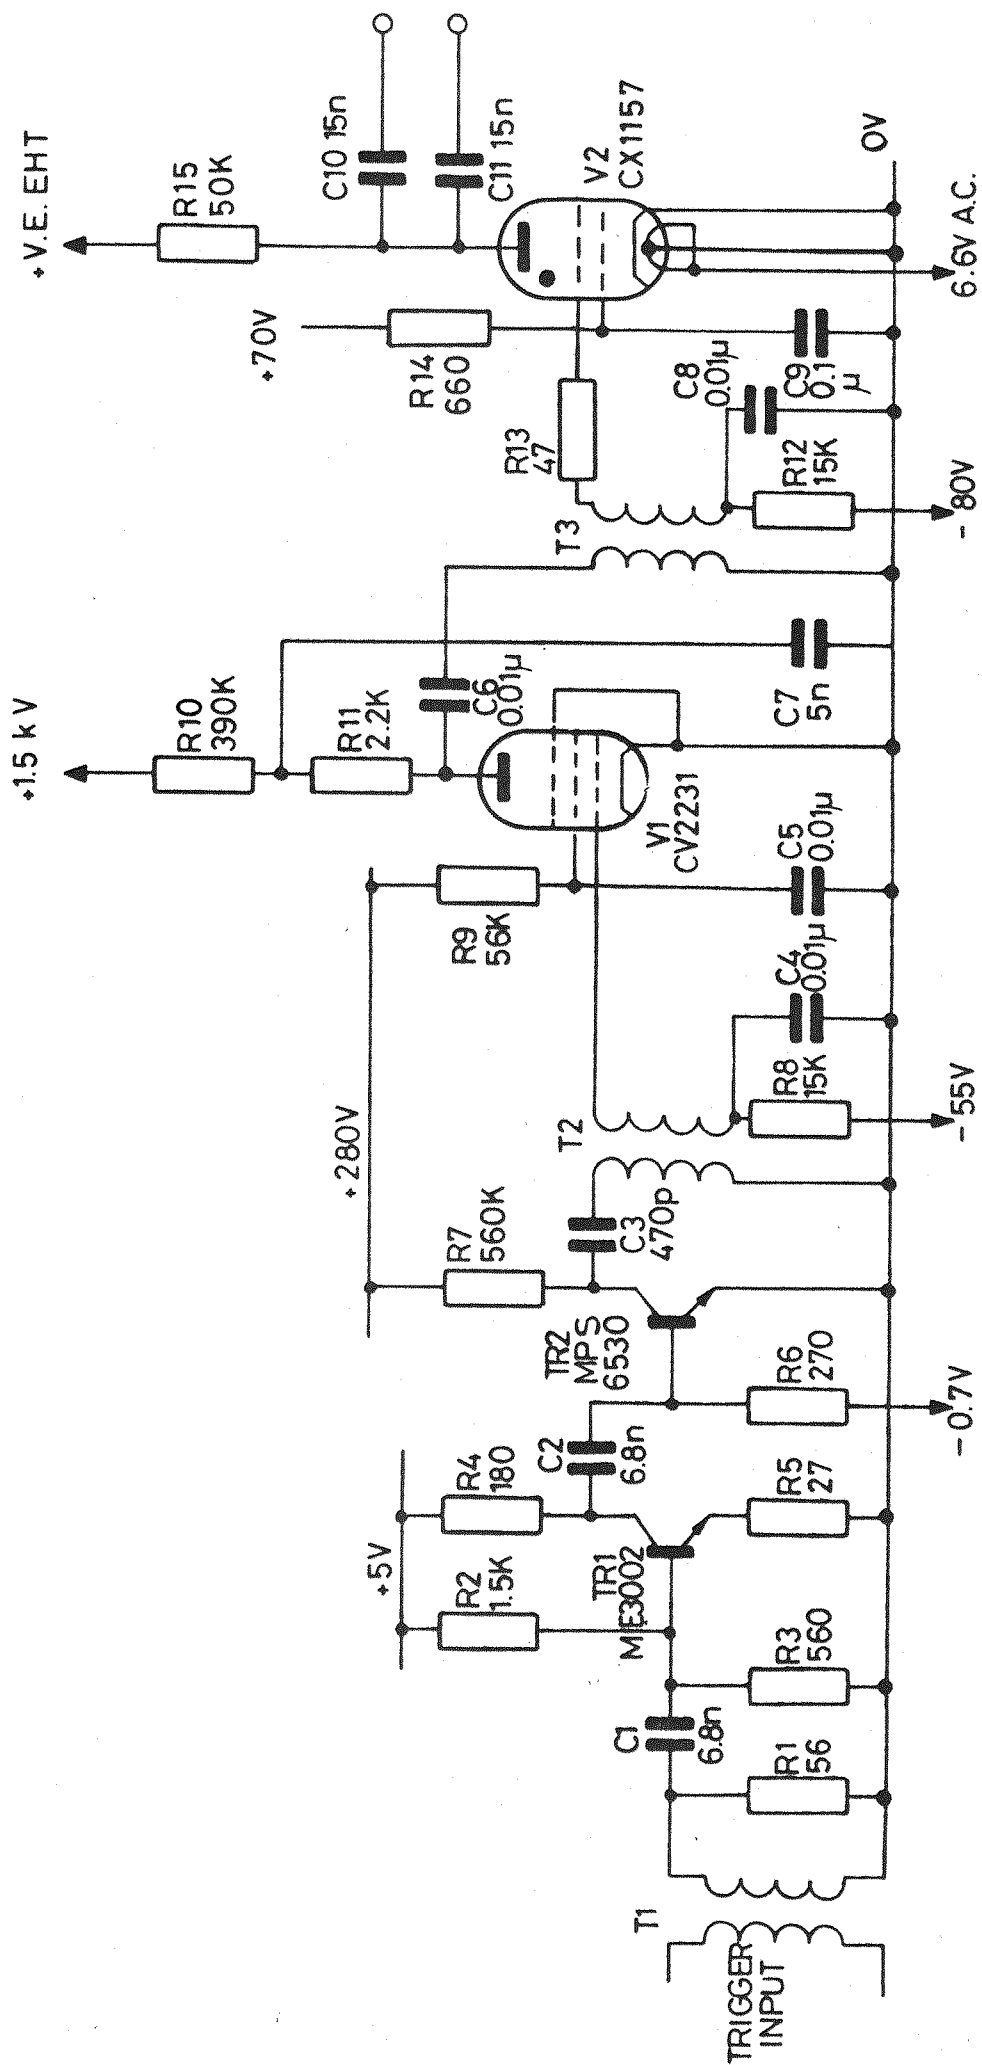 TRIGGER
INPUT
T1
R1
56
C1
6.8n
R3
560
+5V
R2
1.5K
R4
180
TR1
ME3002
R5
27
C2
6.8n
R6
270
-0.7V
TR2
MPS
6530
+280V
R7
560K
C3
470p
T2
R8
15K
-55V
C4
0.01µ
R9
56K
C5
0.01µ
V1
CV2231
+1.5 kV
R10
390K
R11
2.2K
C6
0.01µ
C7
5n
T3
R13
47
R12
15K
-80V
C8
0.01µ
C9
0.1
µ
+70V
R14
660
+V.E. EHT
R15
50K
C10 15n
C11 15n
V2
CX1157
0V
6.6V A.C.